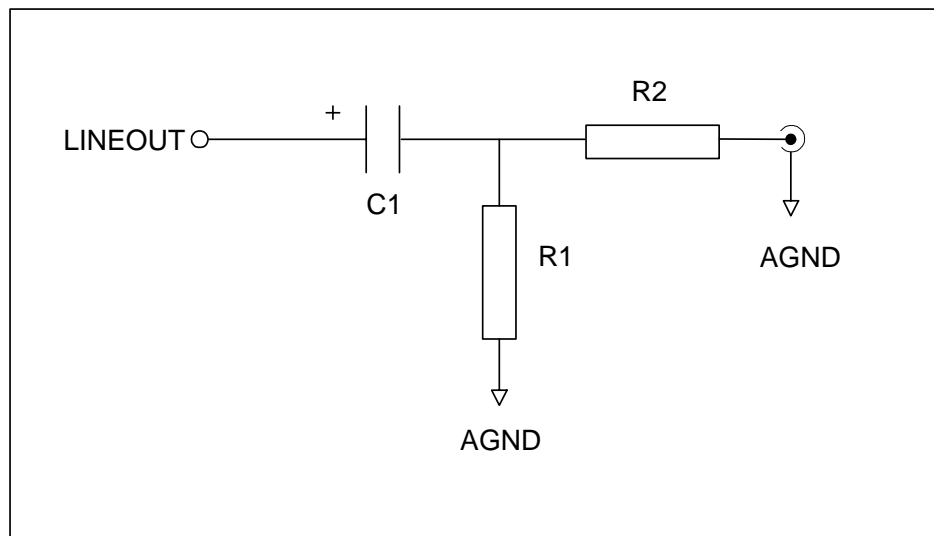 R2
+
LINEOUT
C1
R1
AGND
AGND